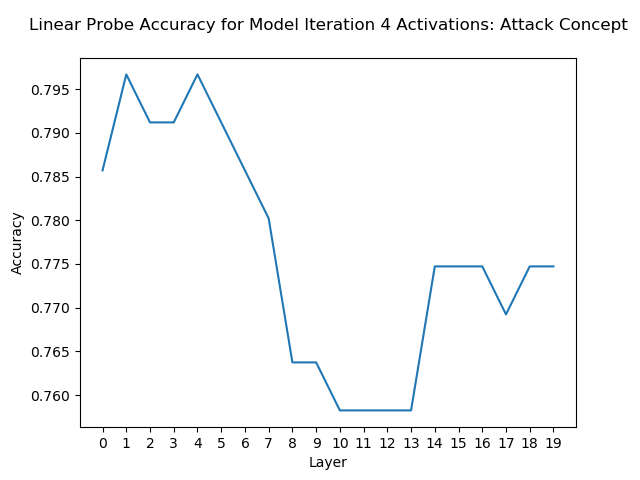 Linear Probe Accuracy for Model Iteration 4 Activations: Attack Concept
0.795
0.790
0.785
0.780
0.775
0.770
0.765
0.760
Accuracy
0 1 2 3 4 5 6 7 8 9 10 11 12 13 14 15 16 17 18 19
Layer